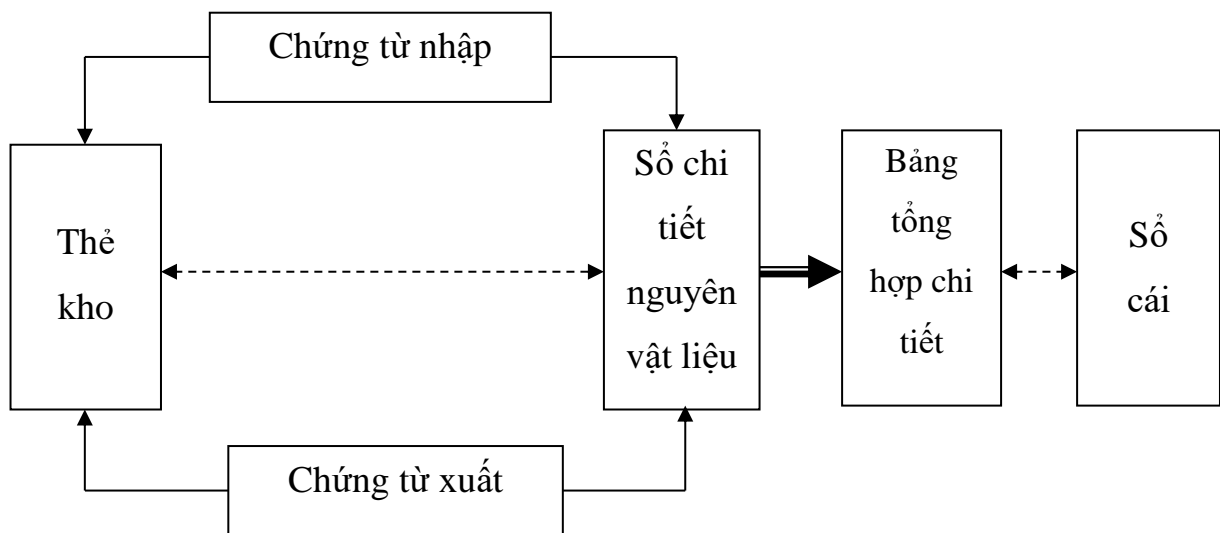 Chứng từ nhập
Thẻ
kho
Sổ chi
tiết
nguyên
vật liệu
Bảng
tổng
hợp chi
tiết
Sổ
cái
Chứng từ xuất